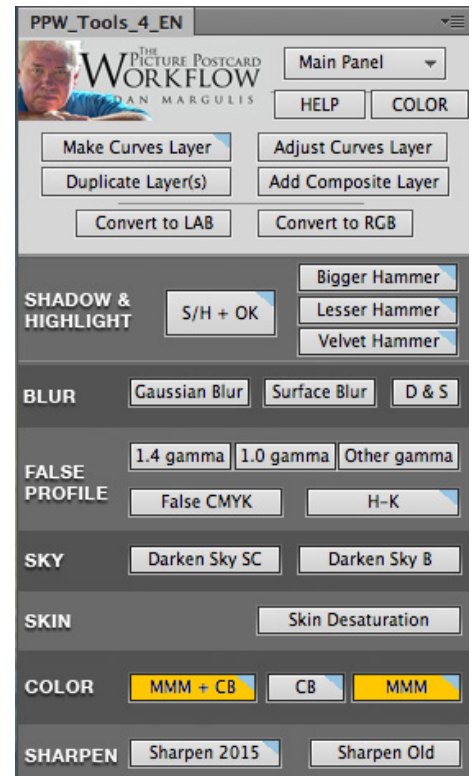 PPW_Tools_4_EN
THE
PICTURE POSTCARD
WORKFLOW
DAN MARGULIS
Main Panel
HELP COLOR
Make Curves Layer Adjust Curves Layer
Duplicate Layer(s) Add Composite Layer
Convert to LAB Convert to RGB
SHADOW &
HIGHLIGHT
S/H + OK
Bigger Hammer
Lesser Hammer
Velvet Hammer
BLUR Gaussian Blur Surface Blur D & S
FALSE
PROFILE
1.4 gamma 1.0 gamma Other gamma
False CMYK H-K
SKY Darken Sky SC Darken Sky B
SKIN Skin Desaturation
COLOR MMM + CB CB MMM
SHARPEN Sharpen 2015 Sharpen Old